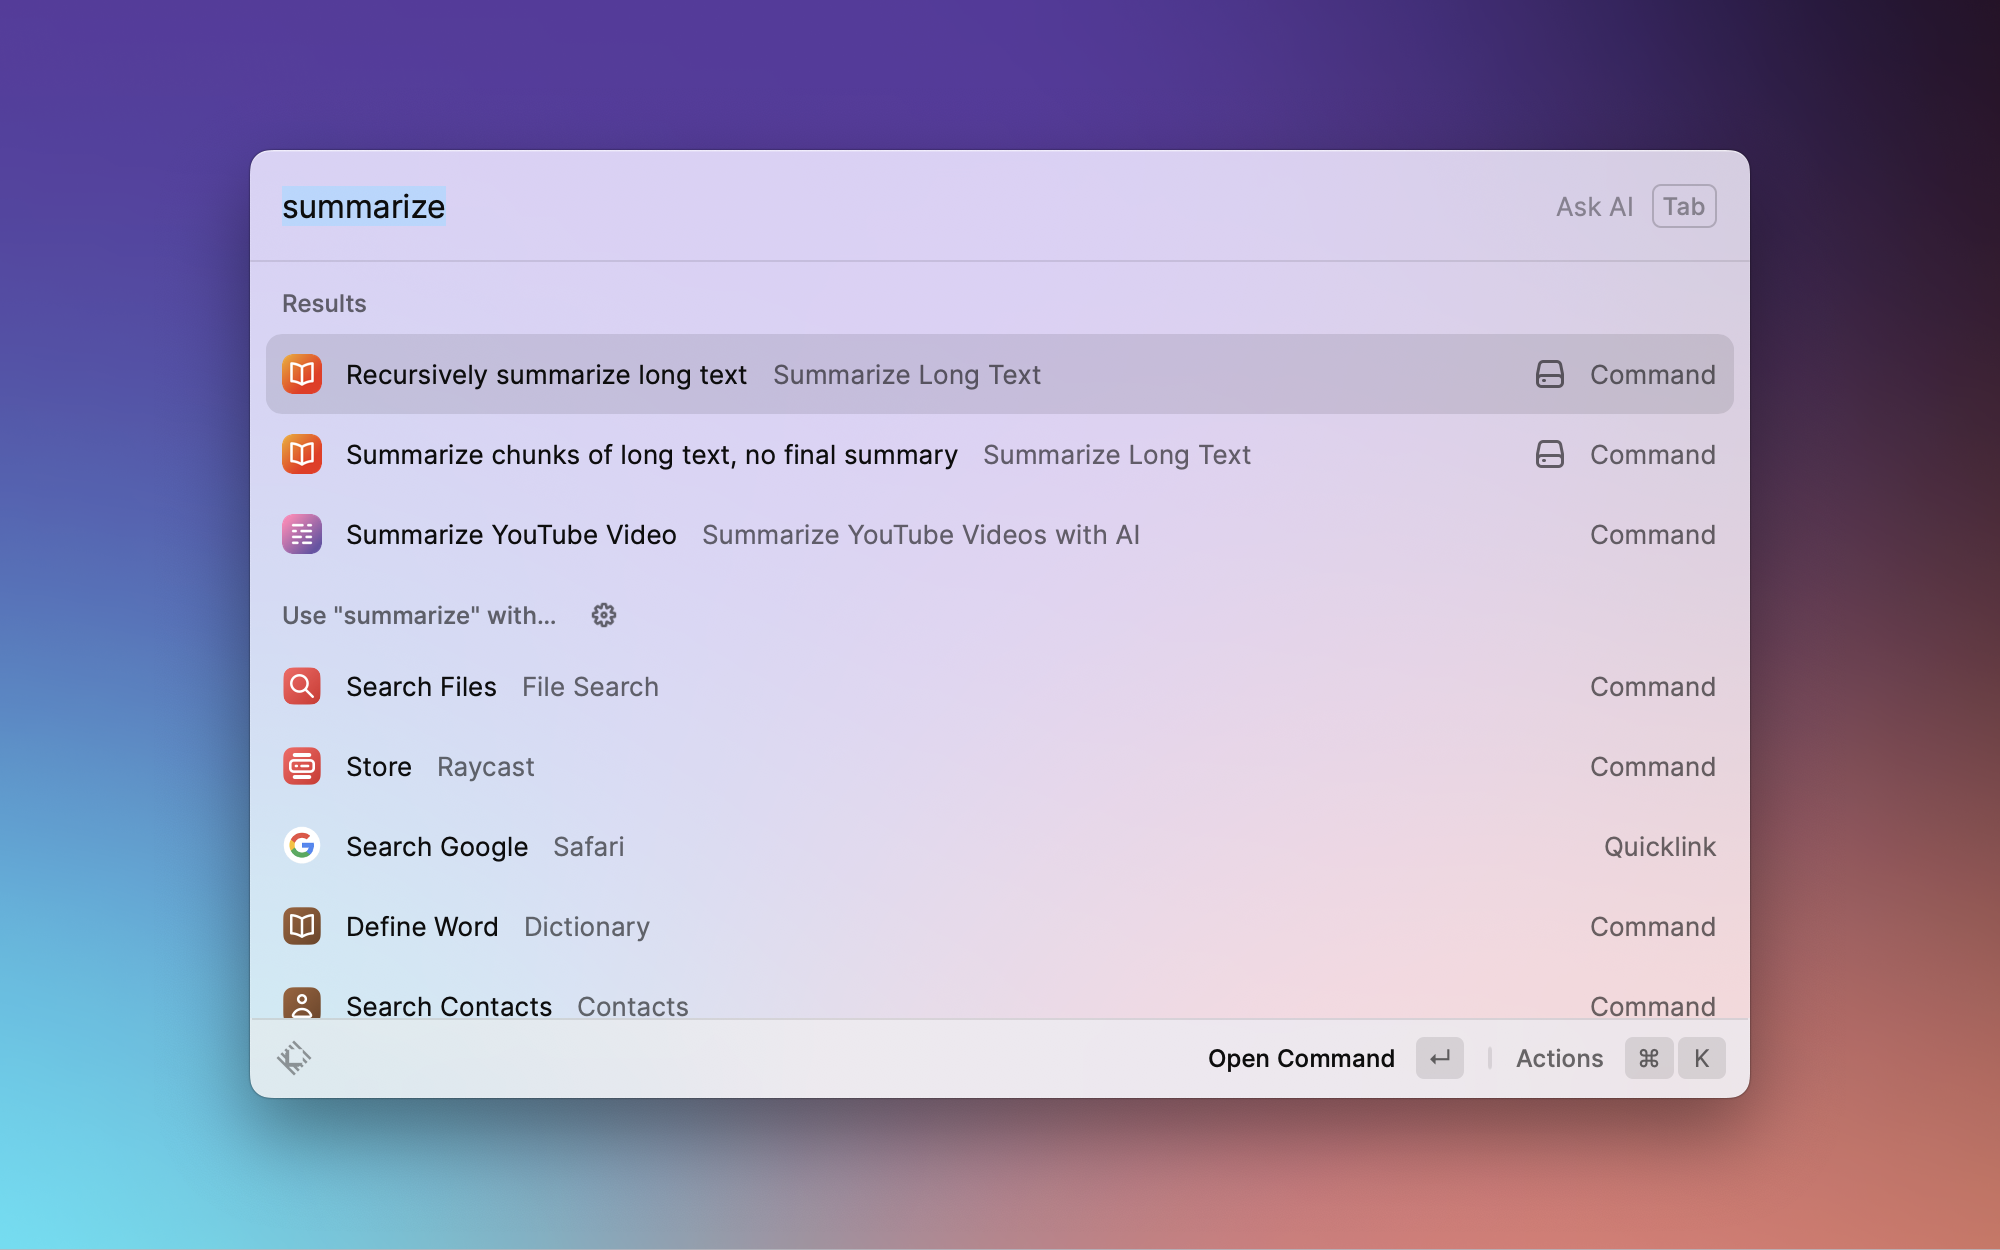 summarize Ask AI Tab
Results
Recursively summarize long text Summarize Long Text Command
Summarize chunks of long text, no final summary Summarize Long Text Command
Summarize YouTube Video Summarize YouTube Videos with AI Command
Use "summarize" with...
Search Files File Search Command
Store Raycast Command
Search Google Safari Quicklink
Define Word Dictionary Command
Search Contacts Contacts Command
Open Command ↵ Actions ⌘ K